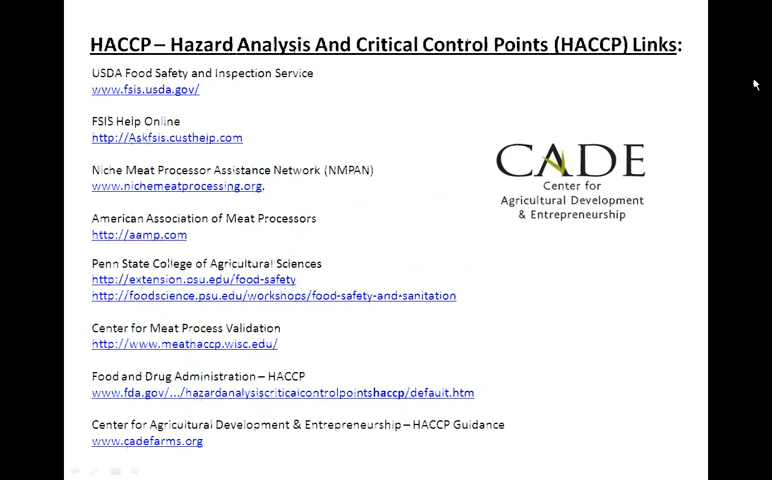 HACCP – Hazard Analysis And Critical Control Points (HACCP) Links:
USDA Food Safety and Inspection Service
www.fsis.usda.gov/
FSIS Help Online
http://Askfsis.custhelp.com
Niche Meat Processor Assistance Network (NMPAN)
www.nichemeatprocessing.org,
American Association of Meat Processors
http://aamp.com
Penn State College of Agricultural Sciences
http://extension.psu.edu/food-safety
http://foodscience.psu.edu/workshops/food-safety-and-sanitation
Center for Meat Process Validation
http://www.meathaccp.wisc.edu/
Food and Drug Administration – HACCP
www.fda.gov/.../hazardanalysiscriticalcontrolpointshaccp/default.htm
Center for Agricultural Development & Entrepreneurship – HACCP Guidance
www.cadefarms.org
CADE
Center for
Agricultural Development
& Entrepreneurship